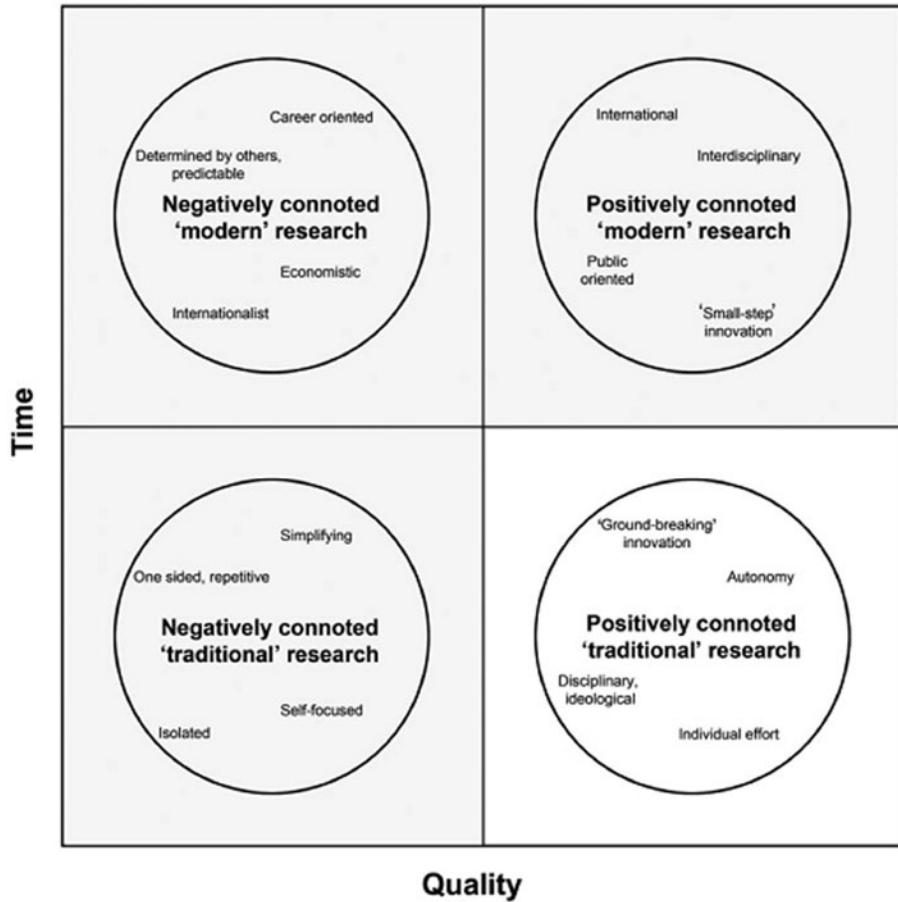 Career oriented
Determined by others,
predictable
Negatively connoted
‘modern’ research
Economistic
Internationalist
International
Interdisciplinary
Positively connoted
‘modern’ research
Public
oriented
‘Small-step’
innovation
Time
Simplifying
One sided, repetitive
Negatively connoted
‘traditional’ research
Self-focused
Isolated
‘Ground-breaking’
innovation
Autonomy
Positively connoted
‘traditional’ research
Disciplinary,
ideological
Individual effort
Quality